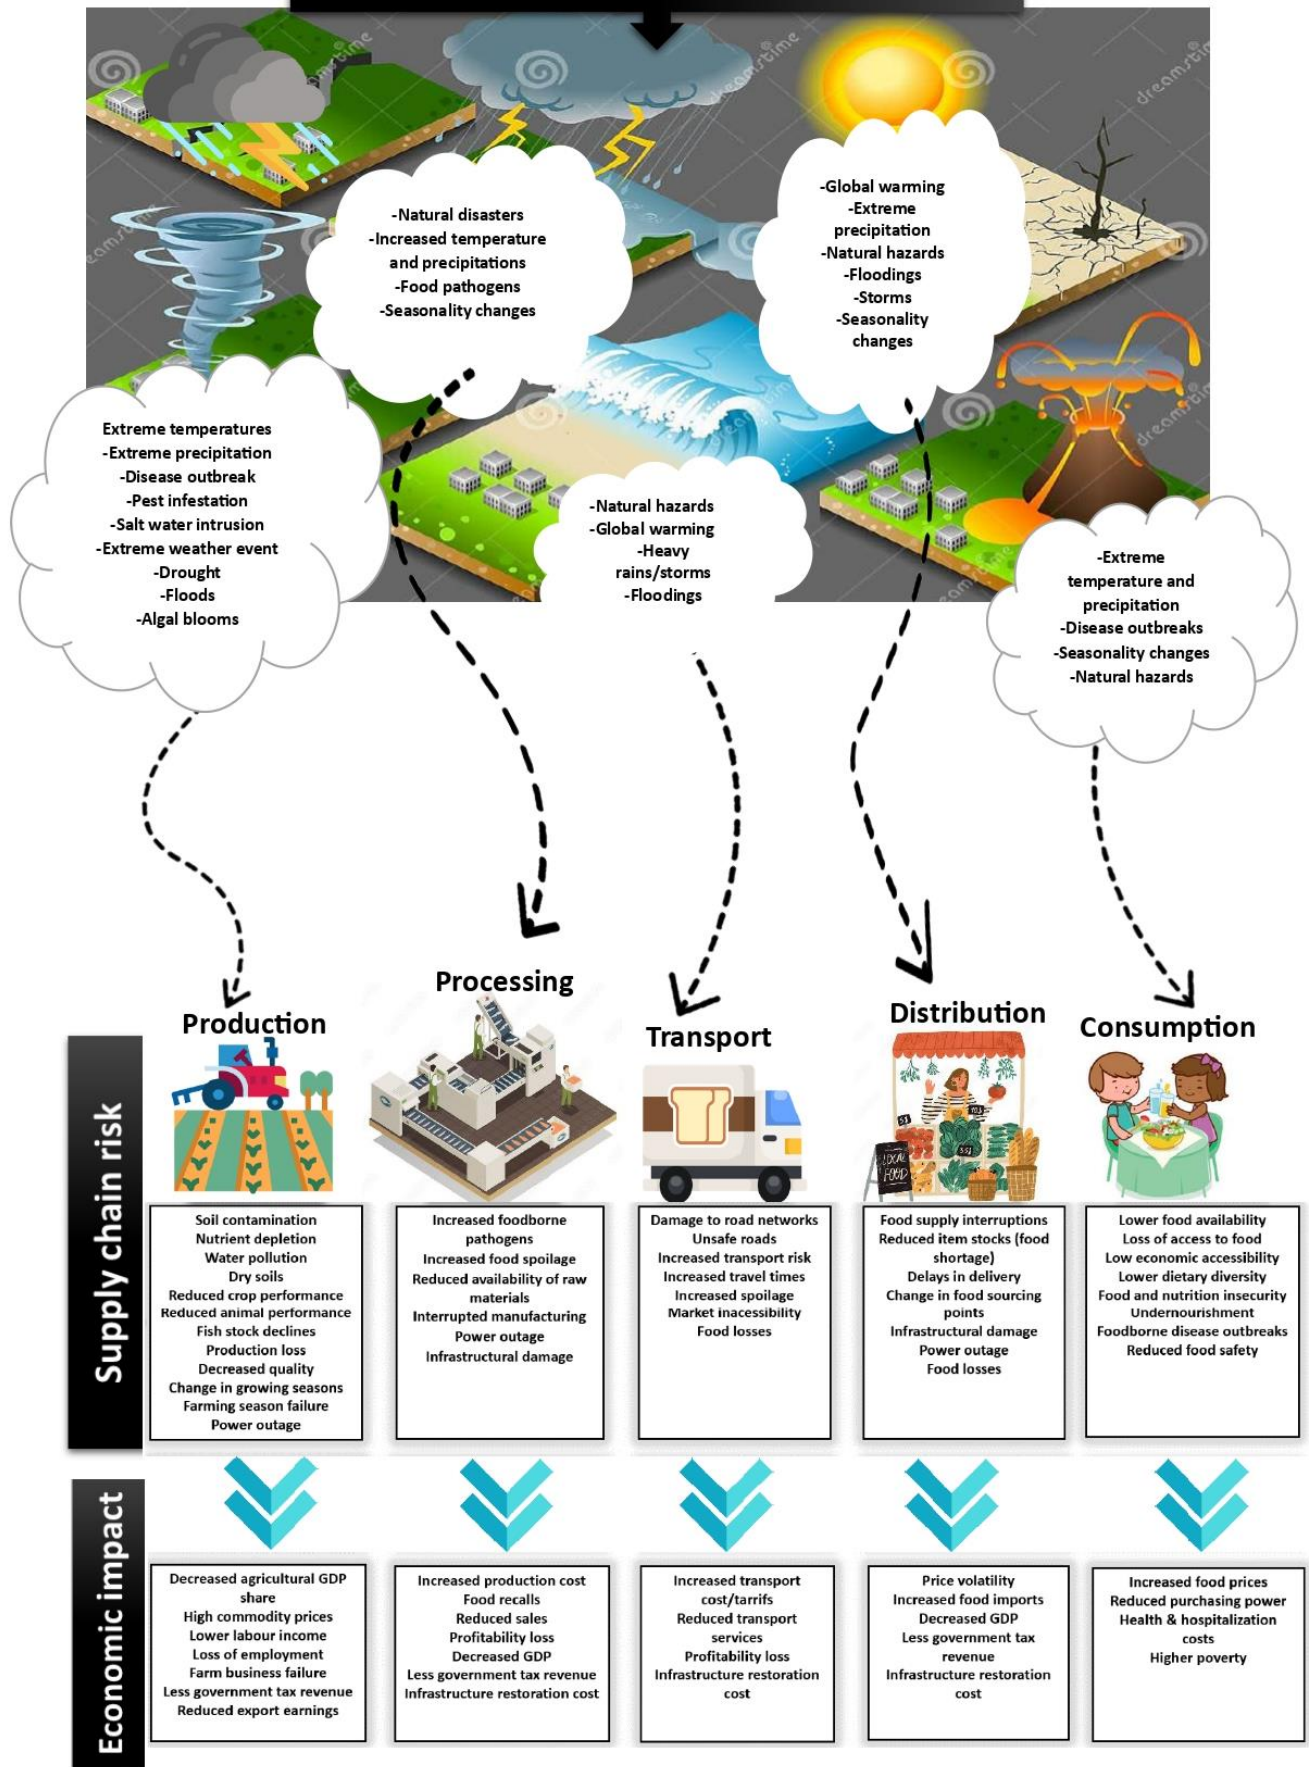 -Natural disasters
-Increased temperature
and precipitations
-Food pathogens
-Seasonality changes
-Global warming
-Extreme
precipitation
-Natural hazards
-Floodings
-Storms
-Seasonality
changes
Extreme temperatures
-Extreme precipitation
-Disease outbreak
-Pest infestation
-Salt water intrusion
-Extreme weather event
-Drought
-Floods
-Algal blooms
-Natural hazards
-Global warming
-Heavy
rains/storms
-Floodings
-Extreme
temperature and
precipitation
-Disease outbreaks
-Seasonality changes
-Natural hazards
dreamstime
dreamstime
dreamstime
Supply chain risk
Production
Soil contamination
Nutrient depletion
Water pollution
Dry soils
Reduced crop performance
Reduced animal performance
Fish stock declines
Production loss
Decreased quality
Change in growing seasons
Farming season failure
Power outage
Processing
Increased foodborne
pathogens
Increased food spoilage
Reduced availability of raw
materials
Interrupted manufacturing
Power outage
Infrastructural damage
Transport
Damage to road networks
Unsafe roads
Increased transport risk
Increased travel times
Increased spoilage
Market inacessibility
Food losses
Distribution
LOCAL
FOOD
Food supply interruptions
Reduced item stocks (food
shortage)
Delays in delivery
Change in food sourcing
points
Infrastructural damage
Power outage
Food losses
Consumption
Lower food availability
Loss of access to food
Low economic accessibility
Lower dietary diversity
Food and nutrition insecurity
Undernourishment
Foodborne disease outbreaks
Reduced food safety
Economic impact
Decreased agricultural GDP
share
High commodity prices
Lower labour income
Loss of employment
Farm business failure
Less government tax revenue
Reduced export earnings
Increased production cost
Food recalls
Reduced sales
Profitability loss
Decreased GDP
Less government tax revenue
Infrastructure restoration cost
Increased transport
cost/tarrifs
Reduced transport
services
Profitability loss
Infrastructure restoration
cost
Price volatility
Increased food imports
Decreased GDP
Less government tax
revenue
Infrastructure restoration
cost
Increased food prices
Reduced purchasing power
Health & hospitalization
costs
Higher poverty